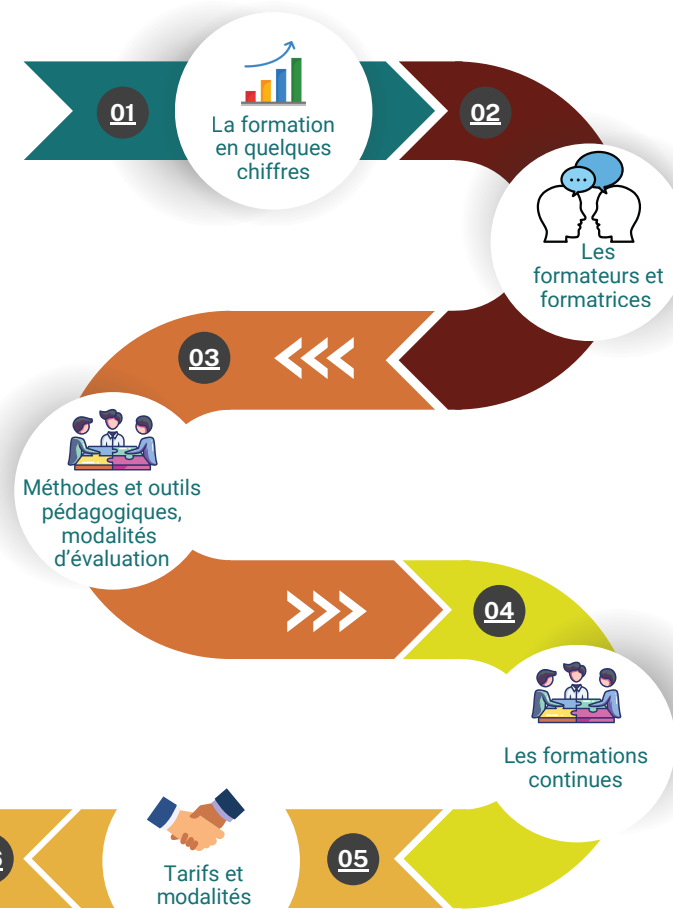 01
La formation
en quelques
chiffres
02
Les
formateurs et
formatrices
03
Méthodes et outils
pédagogiques,
modalités
d’évaluation
04
Les formations
continues
05
Tarifs et
modalités